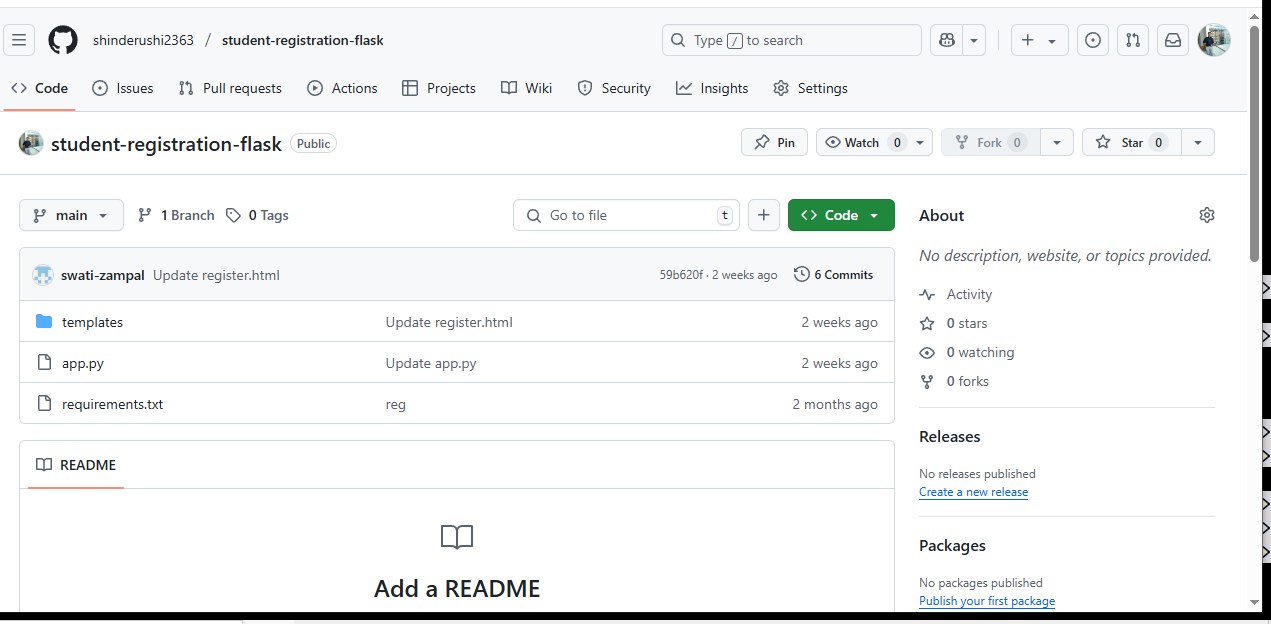 shinderushi2363 / student-registration-flask Type / to search
Code Issues Pull requests Actions Projects Wiki Security Insights Settings
student-registration-flask Public Pin Watch 0 Fork 0 Star 0
main 1 Branch 0 Tags Go to file t Code
swati-zampal Update register.html 59b620f · 2 weeks ago 6 Commits
templates Update register.html 2 weeks ago
app.py Update app.py 2 weeks ago
requirements.txt reg 2 months ago
README
Add a README
About
No description, website, or topics provided.
Activity
0 stars
0 watching
0 forks
Releases
No releases published
Create a new release
Packages
No packages published
Publish your first package